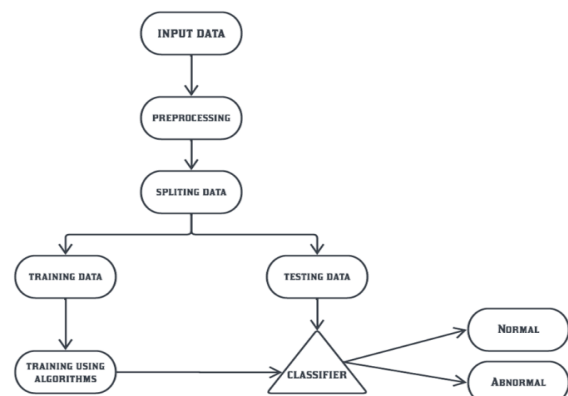 INPUT DATA
PREPROCESSING
SPLITING DATA
TRAINING DATA
TESTING DATA
NORMAL
TRAINING USING
ALGORITHMS
CLASSIFIER
ABNORMAL